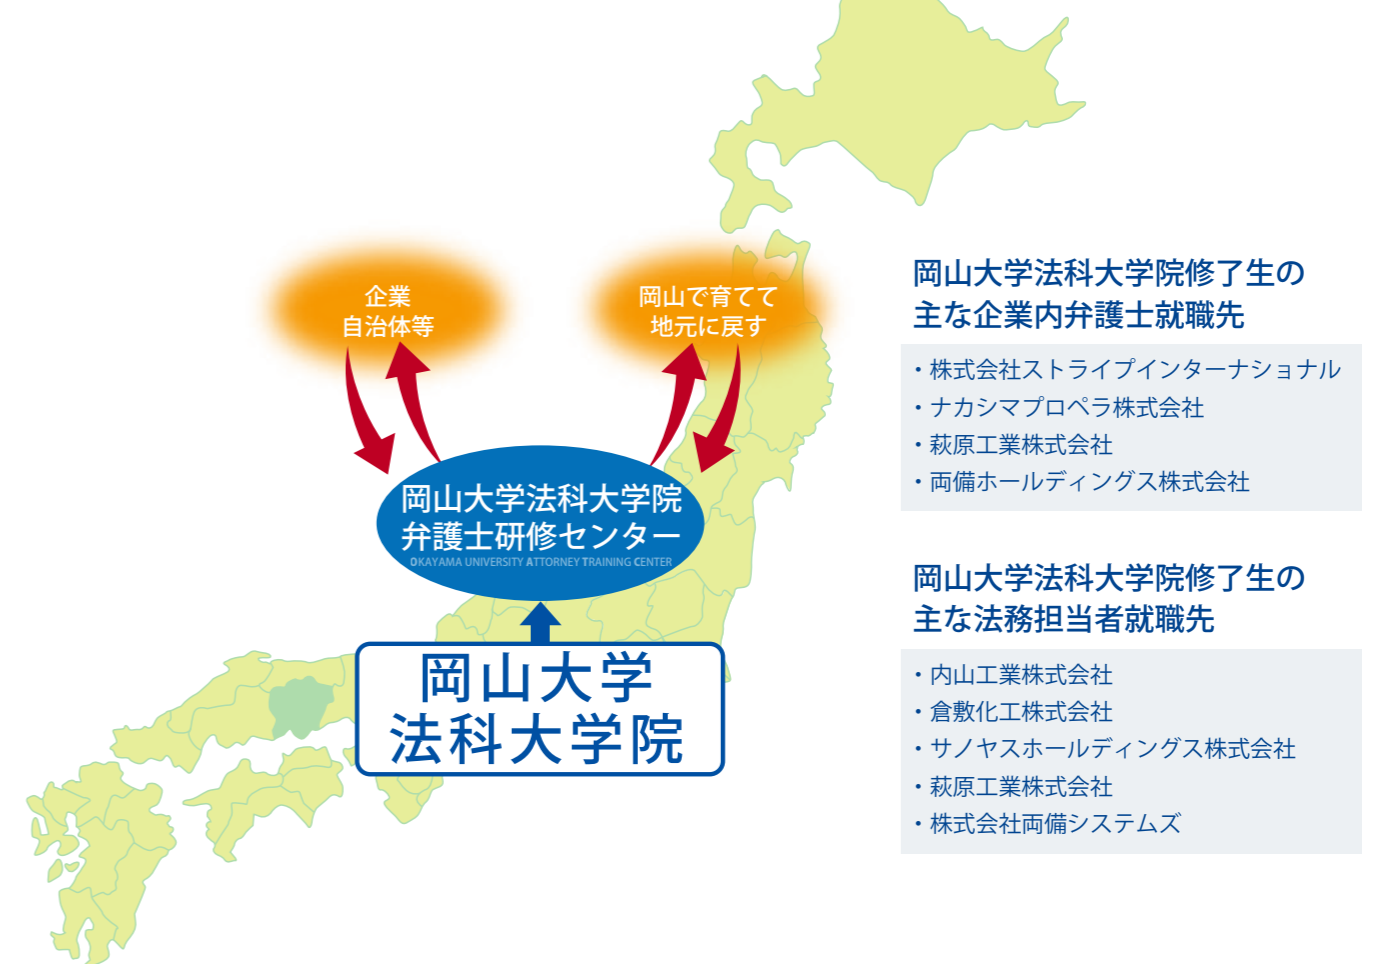 企業
自治体等
岡山で育てて
地元に戻す
岡山大学法科大学院
弁護士研修センター
OKAYAMA UNIVERSITY ATTORNEY TRAINING CENTER
岡山大学
法科大学院
岡山大学法科大学院修了生の
主な企業内弁護士就職先
・株式会社ストライプインターナショナル
・ナカシマプロペラ株式会社
・萩原工業株式会社
・両備ホールディングス株式会社
岡山大学法科大学院修了生の
主な法務担当者就職先
・内山工業株式会社
・倉敷化工株式会社
・サノヤスホールディングス株式会社
・萩原工業株式会社
・株式会社両備システムズ